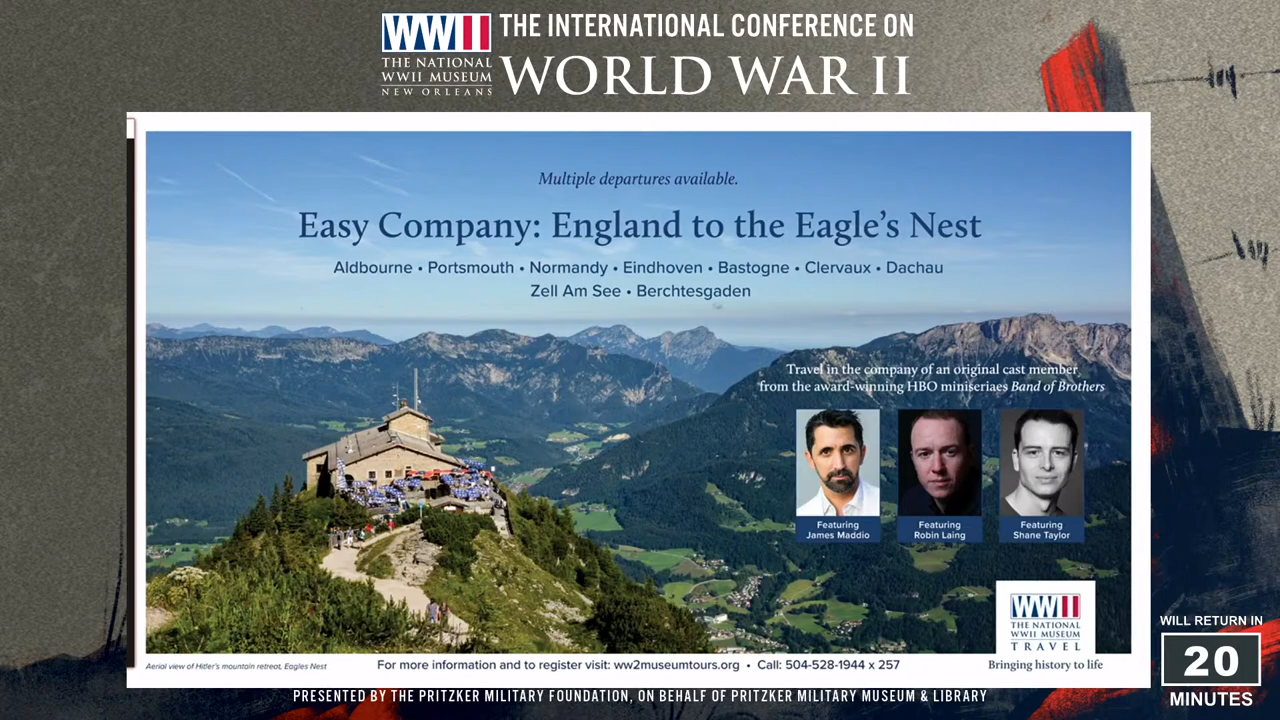 WWII
THE NATIONAL
WWII MUSEUM
NEW ORLEANS
THE INTERNATIONAL CONFERENCE ON
WORLD WAR II
Multiple departures available.
Easy Company: England to the Eagle's Nest
Aldbourne • Portsmouth • Normandy • Eindhoven • Bastogne • Clervaux • Dachau
Zell Am See • Berchtesgaden
Travel in the company of an original cast member
from the award-winning HBO miniseriaes Band of Brothers
Featuring
James Maddio
Featuring
Robin Laing
Featuring
Shane Taylor
WWII
THE NATIONAL
WWII MUSEUM
TRAVEL
Aerial view of Hitler's mountain retreat, Eagles Nest
For more information and to register visit: ww2museumtours.org • Call: 504-528-1944 x 257
Bringing history to life
WILL RETURN IN
20
MINUTES
PRESENTED BY THE PRITZKER MILITARY FOUNDATION, ON BEHALF OF PRITZKER MILITARY MUSEUM & LIBRARY